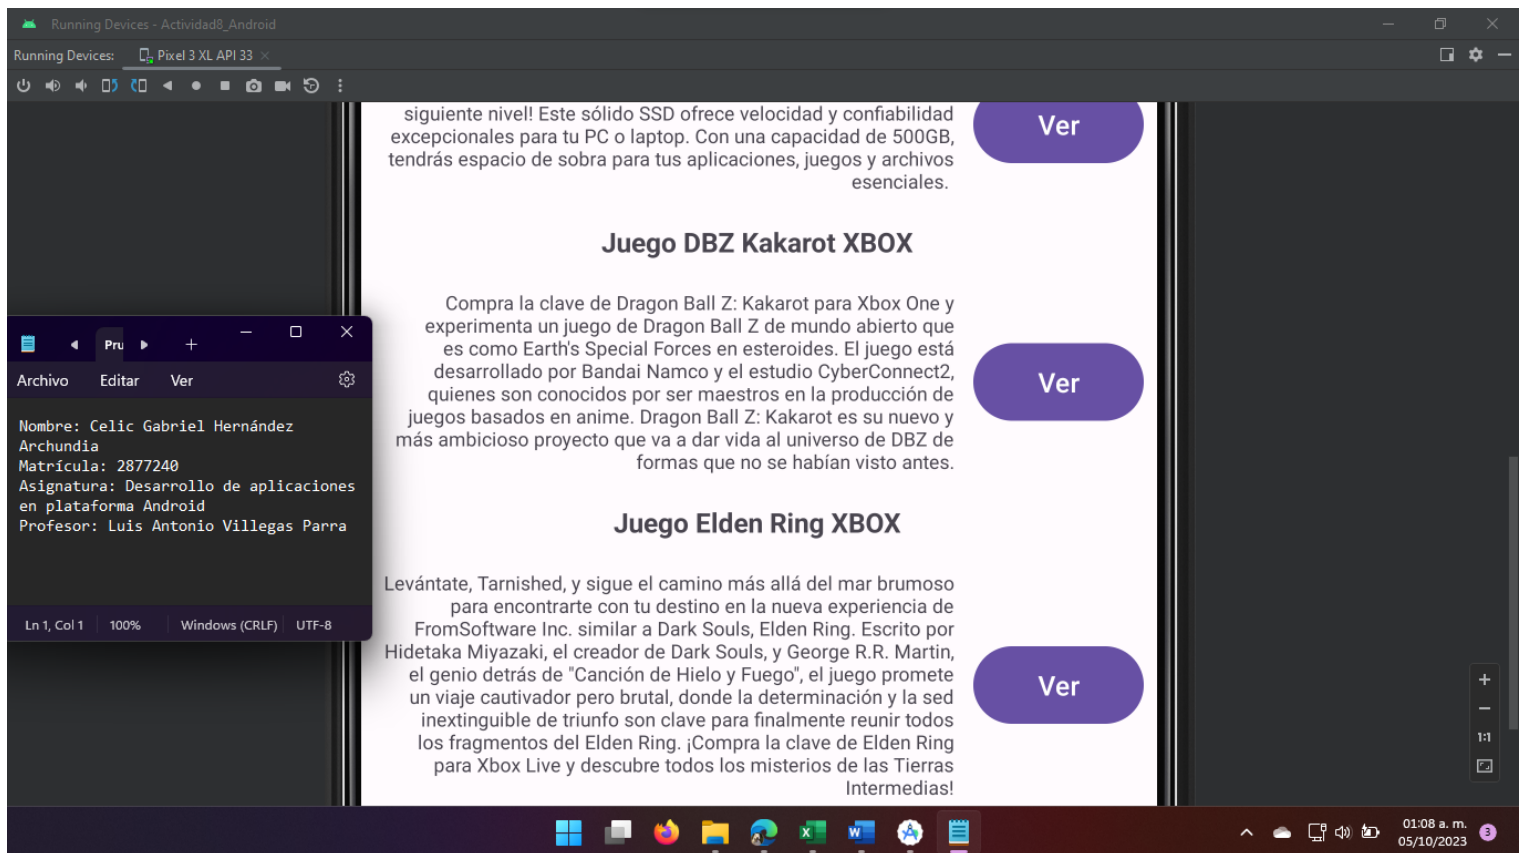 Running Devices - Actividad8_Android
Running Devices:
Pixel 3 XL API 33
siguiente nivel! Este sólido SSD ofrece velocidad y confiabilidad
excepcionales para tu PC o laptop. Con una capacidad de 500GB,
tendrás espacio de sobra para tus aplicaciones, juegos y archivos
esenciales.
Ver
Juego DBZ Kakarot XBOX
Compra la clave de Dragon Ball Z: Kakarot para Xbox One y
experimenta un juego de Dragon Ball Z de mundo abierto que
es como Earth's Special Forces en esteroides. El juego está
desarrollado por Bandai Namco y el estudio CyberConnect2,
quienes son conocidos por ser maestros en la producción de
juegos basados en anime. Dragon Ball Z: Kakarot es su nuevo y
más ambicioso proyecto que va a dar vida al universo de DBZ de
formas que no se habían visto antes.
Ver
Juego Elden Ring XBOX
Levántate, Tarnished, y sigue el camino más allá del mar brumoso
para encontrarte con tu destino en la nueva experiencia de
FromSoftware Inc. similar a Dark Souls, Elden Ring. Escrito por
Hidetaka Miyazaki, el creador de Dark Souls, y George R.R. Martin,
el genio detrás de "Canción de Hielo y Fuego", el juego promete
un viaje cautivador pero brutal, donde la determinación y la sed
inextinguible de triunfo son clave para finalmente reunir todos
los fragmentos del Elden Ring. ¡Compra la clave de Elden Ring
para Xbox Live y descubre todos los misterios de las Tierras
Intermedias!
Ver
Pru
Archivo Editar Ver
Nombre: Celic Gabriel Hernández
Archundia
Matrícula: 2877240
Asignatura: Desarrollo de aplicaciones
en plataforma Android
Profesor: Luis Antonio Villegas Parra
Ln 1, Col 1 100% Windows (CRLF) UTF-8
1:1
01:08 a. m.
05/10/2023
3